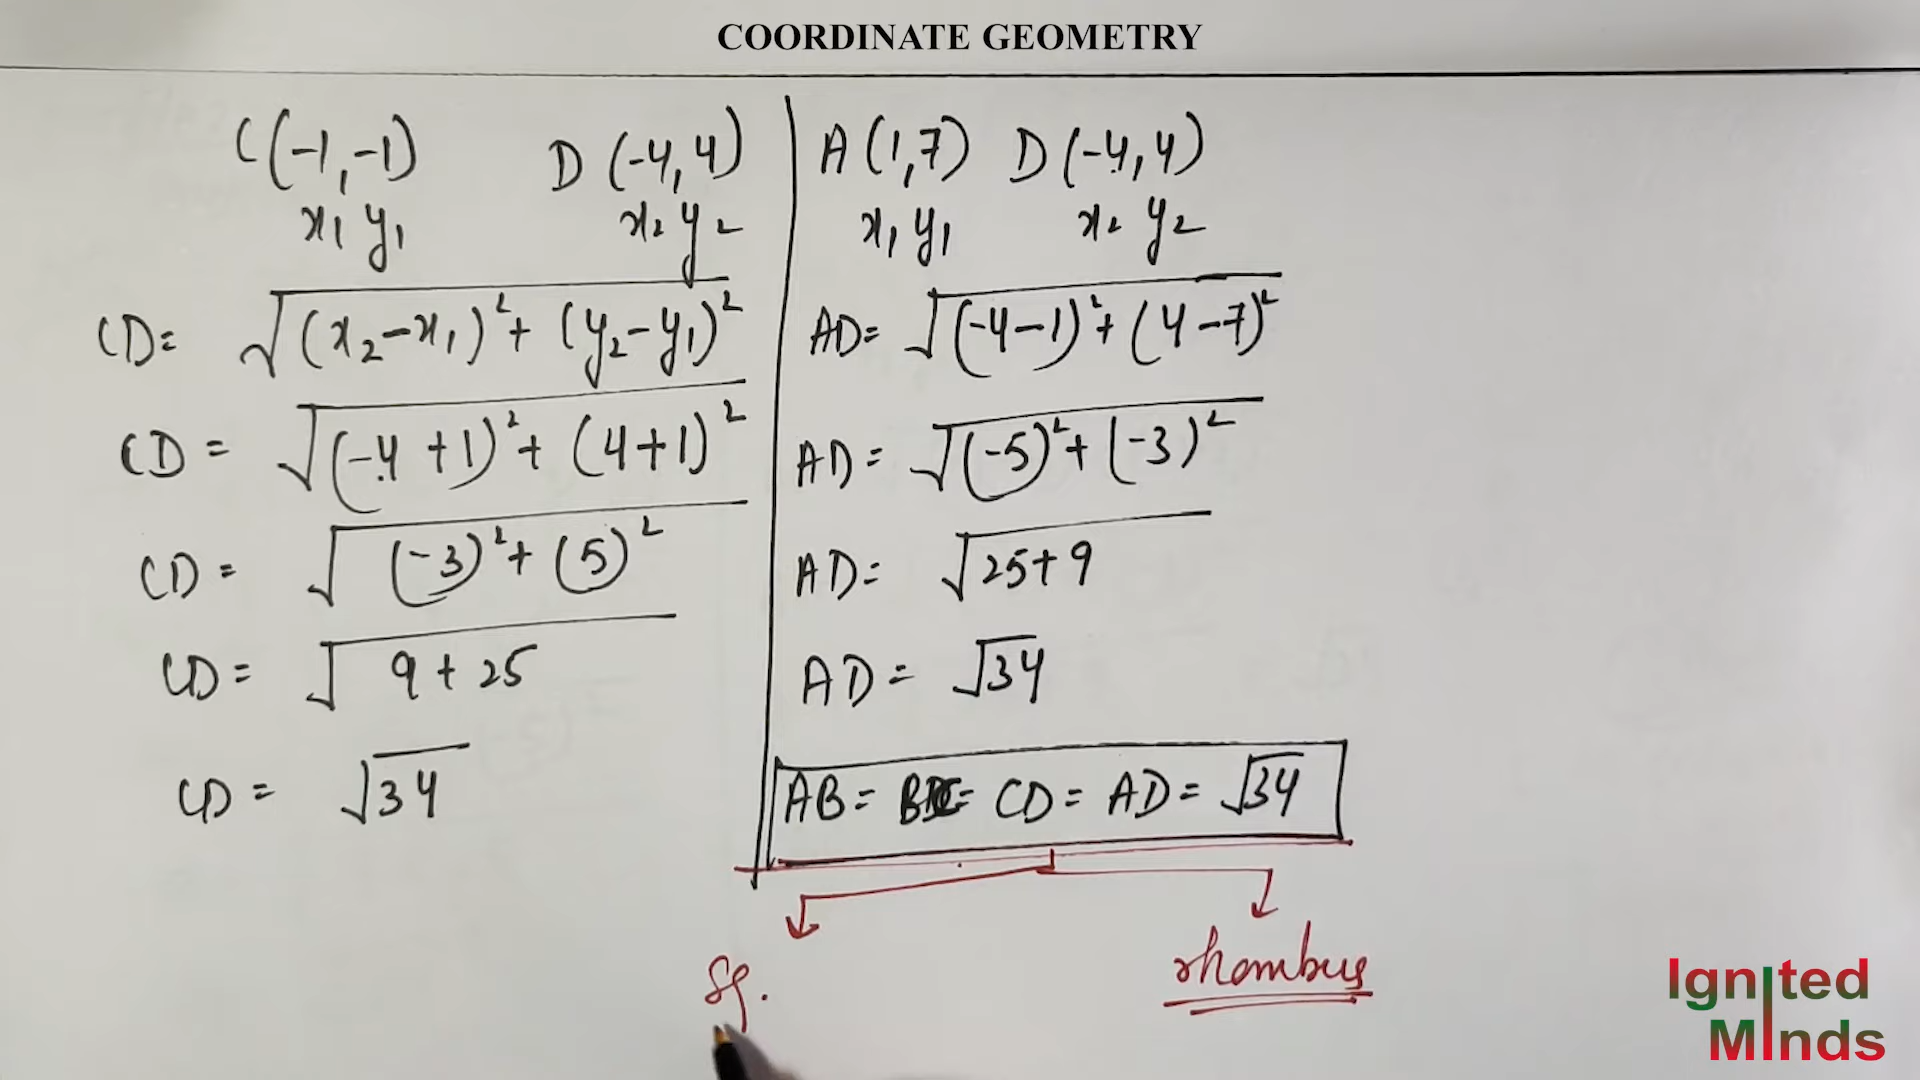 COORDINATE GEOMETRY
C(-1,-1) D(-4,4)
x₁ y₁ x₂ y₂
CD = √((x₂-x₁)² + (y₂-y₁)²)
CD = √((-4+1)² + (4+1)²)
CD = √((-3)² + (5)²)
CD = √(9+25)
CD = √34
A(1,7) D(-4,4)
x₁ y₁ x₂ y₂
AD = √((-4-1)² + (4-7)²)
AD = √((-5)² + (-3)²)
AD = √(25+9)
AD = √34
AB = BC = CD = AD = √34
Sq.
rhombus
Ignited
Minds